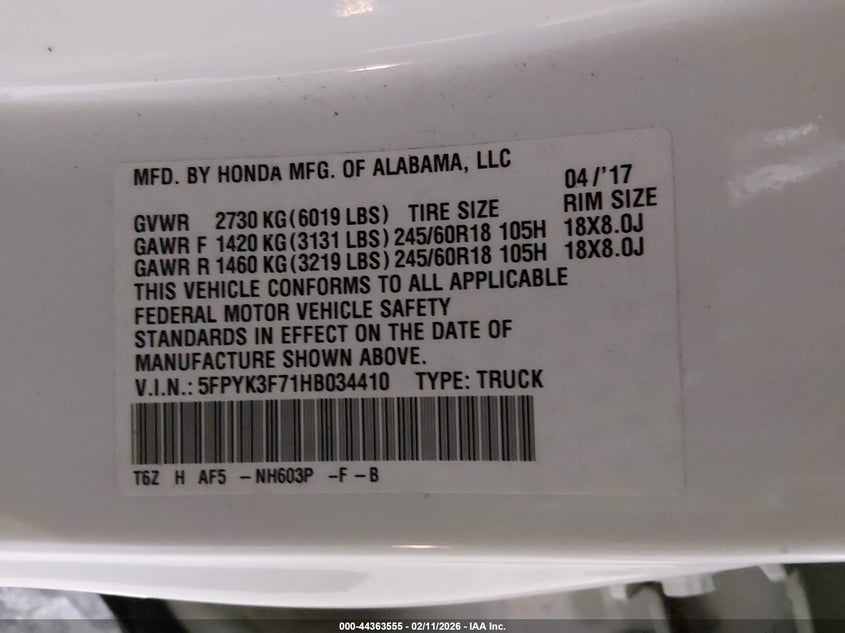 MFD. BY HONDA MFG. OF ALABAMA, LLC
04/'17
GVWR 2730 KG(6019 LBS) TIRE SIZE RIM SIZE
GAWR F 1420 KG(3131 LBS) 245/60R18 105H 18X8.0J
GAWR R 1460 KG(3219 LBS) 245/60R18 105H 18X8.0J
THIS VEHICLE CONFORMS TO ALL APPLICABLE
FEDERAL MOTOR VEHICLE SAFETY
STANDARDS IN EFFECT ON THE DATE OF
MANUFACTURE SHOWN ABOVE.
V.I.N.: 5FPYK3F71HB034410 TYPE: TRUCK
T6Z H AF5 -NH603P -F-B
000-44363555 - 02/11/2026 - IAA Inc.